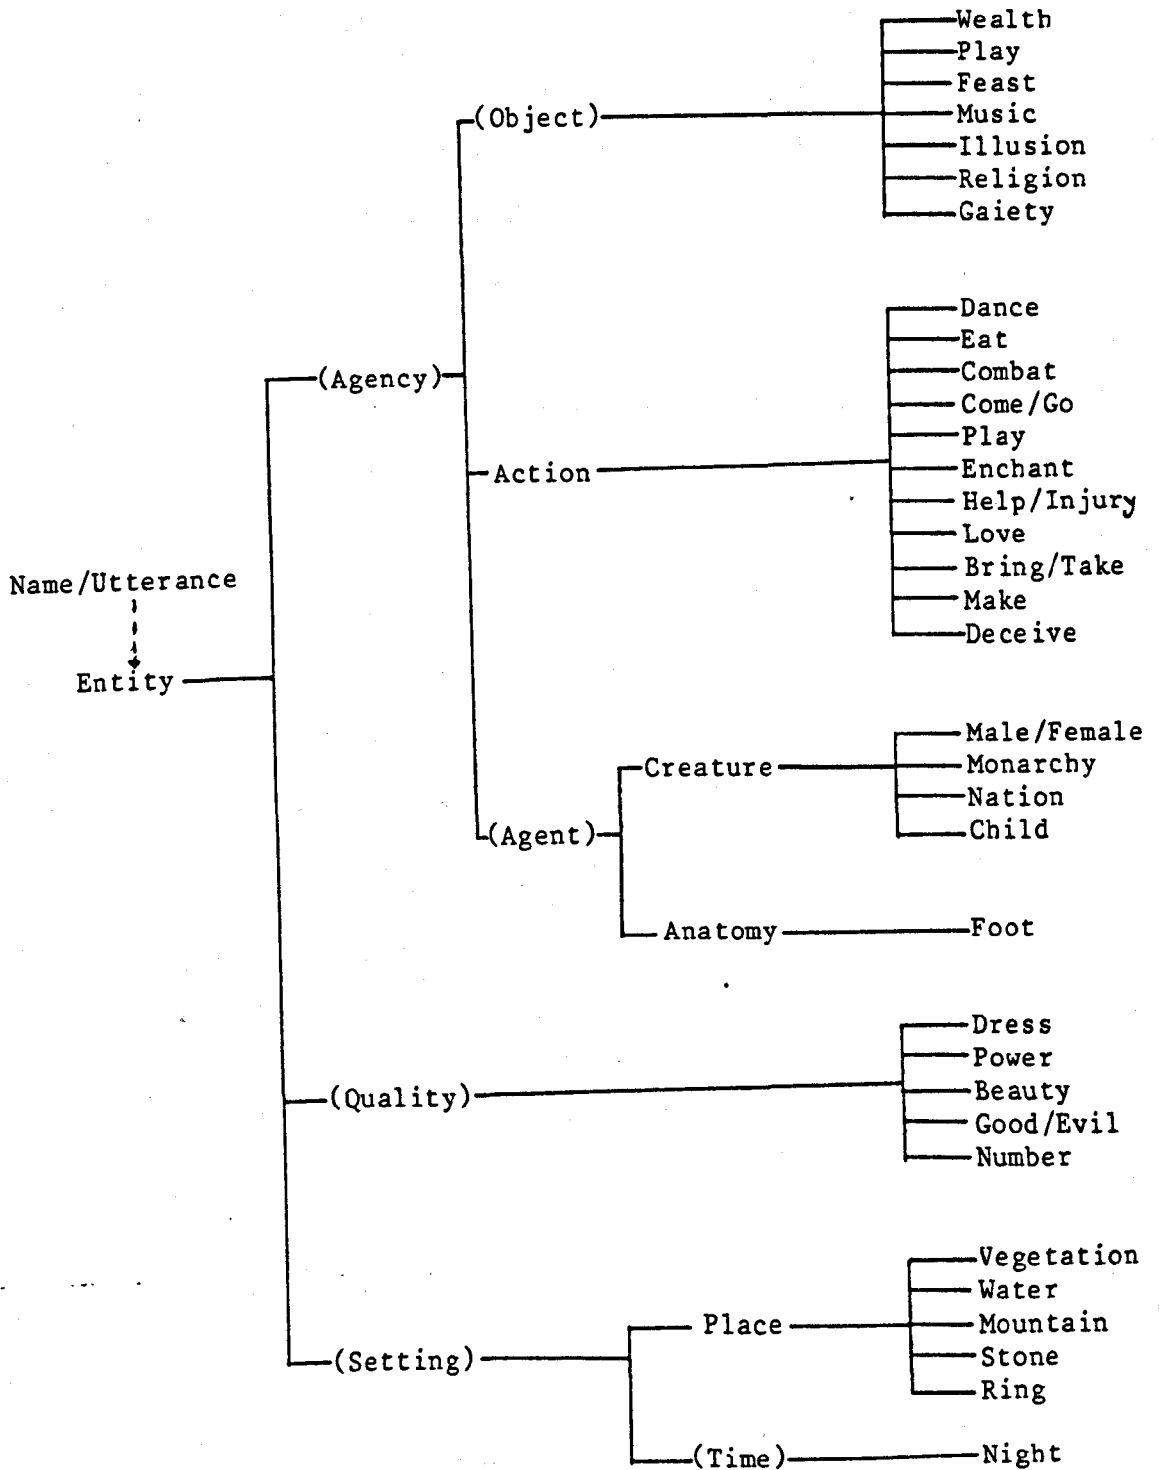 Wealth
Play
Feast
(Object)
Music
Illusion
Religion
Gaiety
Dance
Eat
(Agency)
Combat
Come/Go
Play
Action
Enchant
Help/Injury
Love
Name/Utterance
Bring/Take
Make
Deceive
Entity
Male/Female
Creature
Monarchy
Nation
(Agent)
Child
Anatomy
Foot
Dress
Power
(Quality)
Beauty
Good/Evil
Number
Vegetation
Water
Place
Mountain
(Setting)
Stone
Ring
(Time)
Night